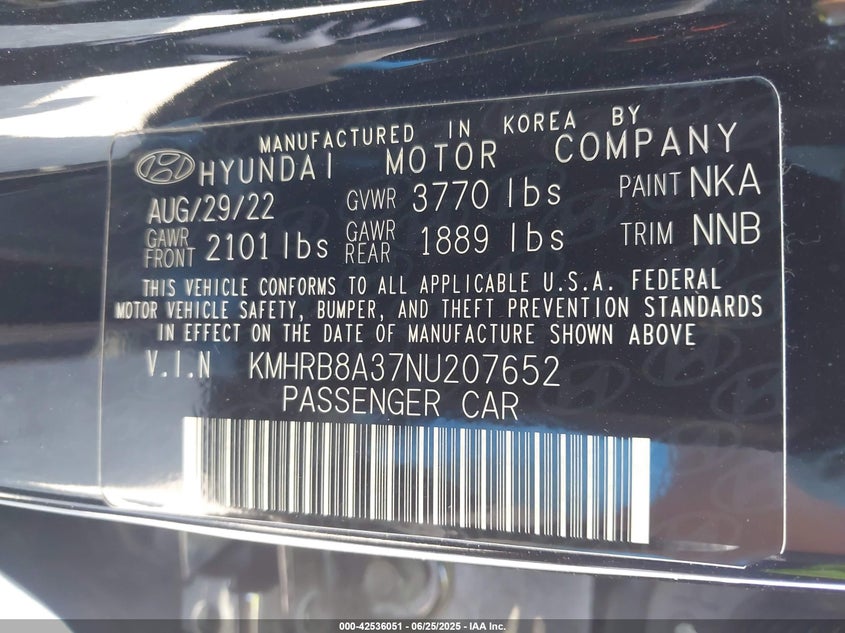 MANUFACTURED IN KOREA BY
HYUNDAI MOTOR COMPANY
AUG/29/22 GVWR 3770 lbs PAINT NKA
GAWR FRONT 2101 lbs GAWR REAR 1889 lbs TRIM NNB
THIS VEHICLE CONFORMS TO ALL APPLICABLE U.S.A. FEDERAL
MOTOR VEHICLE SAFETY, BUMPER, AND THEFT PREVENTION STANDARDS
IN EFFECT ON THE DATE OF MANUFACTURE SHOWN ABOVE
V.I.N KMHRB8A37NU207652
PASSENGER CAR
000-42536051 - 06/25/2025 - IAA Inc.